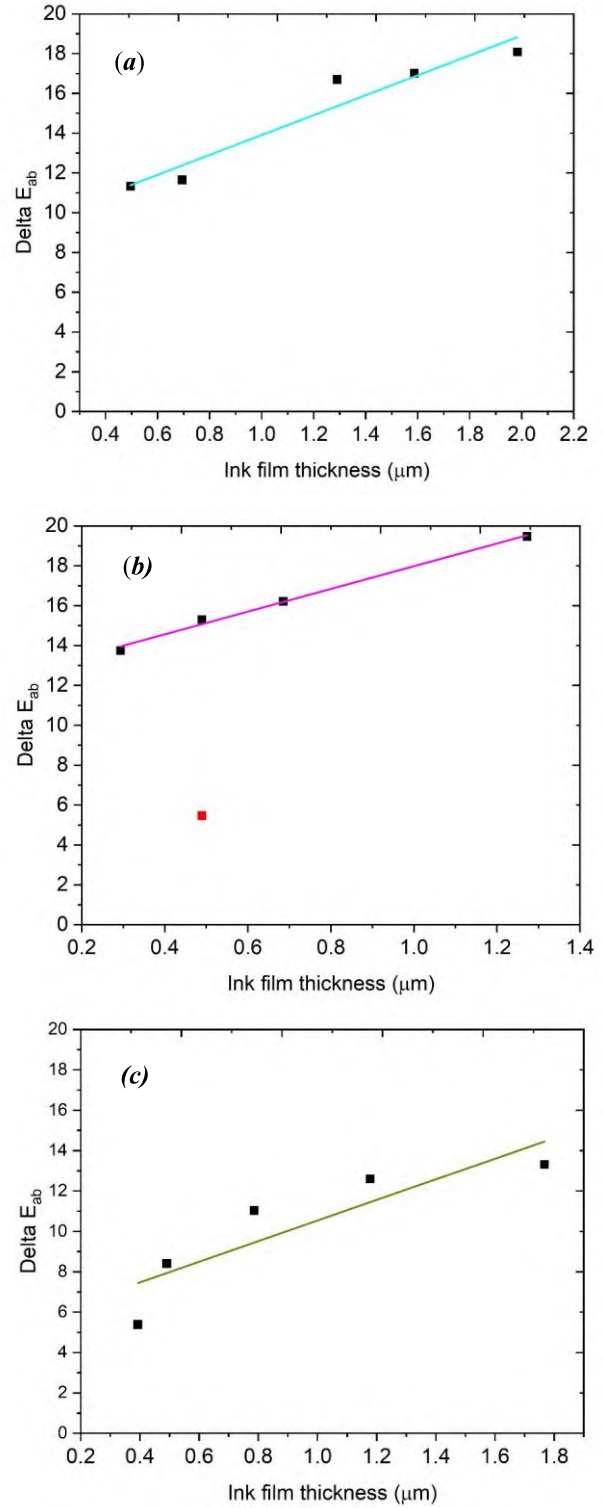 20
(a)
18
16
14
12
10
8
6
4
2
0
Delta E_ab
0.4 0.6 0.8 1.0 1.2 1.4 1.6 1.8 2.0 2.2
Ink film thickness (μm)
20
(b)
18
16
14
12
10
8
6
4
2
0
Delta E_ab
0.2 0.4 0.6 0.8 1.0 1.2 1.4
Ink film thickness (μm)
20
(c)
18
16
14
12
10
8
6
4
2
0
Delta E_ab
0.2 0.4 0.6 0.8 1.0 1.2 1.4 1.6 1.8
Ink film thickness (μm)